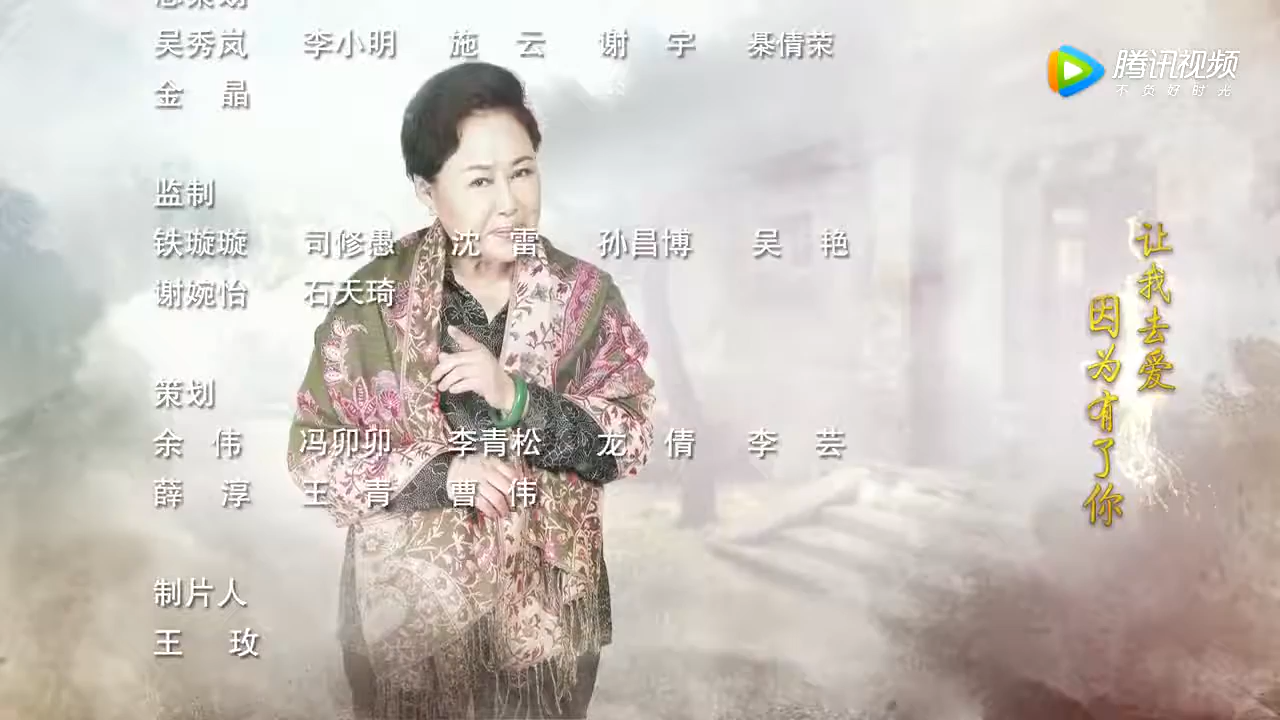 总策划
吴秀岚 李小明 施云 谢宇 綦倩荣
金晶
监制
铁璇璇 司修愚 沈雷 孙昌博 吴艳
谢婉怡 石天琦
策划
余伟 冯卯卯 李青松 龙倩 李芸
薛淳 王青 曹伟
制片人
王玫
腾讯视频
不负好时光
让我去爱
因为有了你